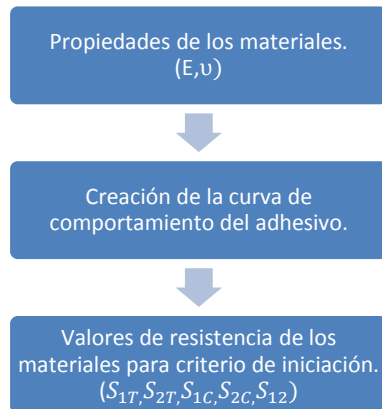 Propiedades de los materiales.
(E,υ)
Creación de la curva de
comportamiento del adhesivo.
Valores de resistencia de los
materiales para criterio de iniciación.
(S₁T,S₂T,S₁C,S₂C,S₁₂)